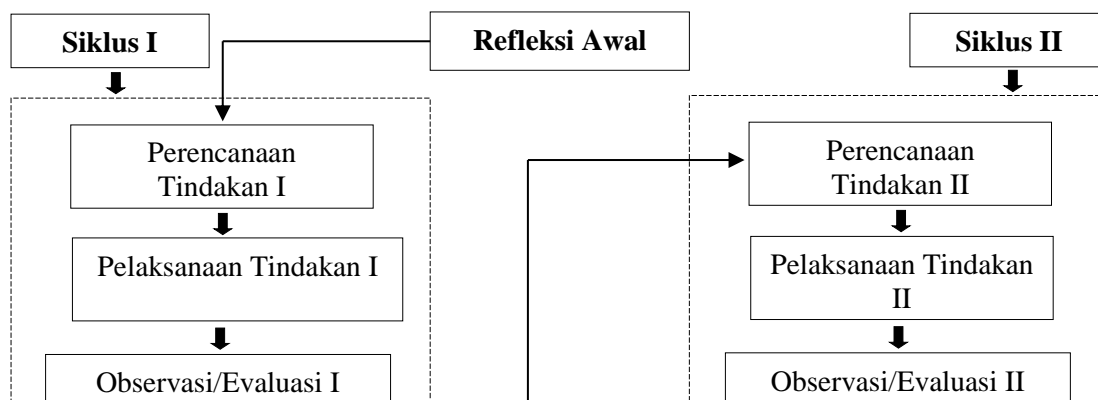 Siklus I
Refleksi Awal
Siklus II
Perencanaan
Tindakan I
Pelaksanaan Tindakan I
Observasi/Evaluasi I
Perencanaan
Tindakan II
Pelaksanaan Tindakan
II
Observasi/Evaluasi II